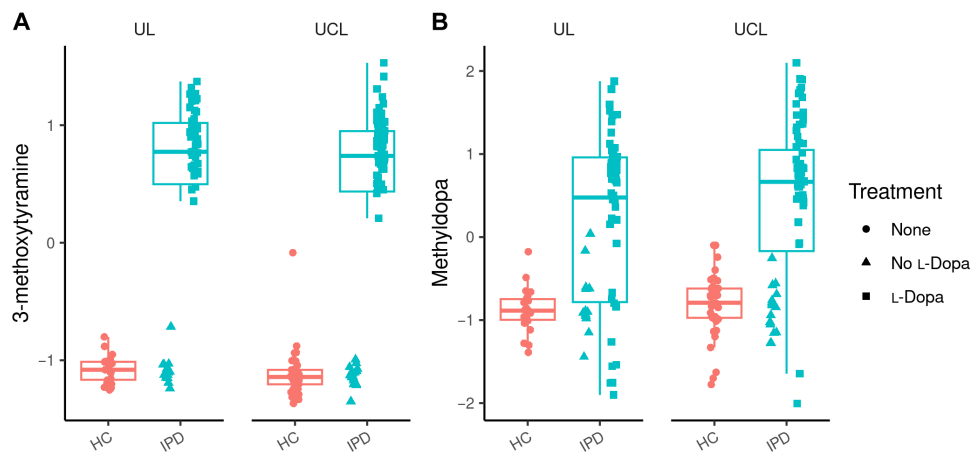 A
UL
UCL
3-methoxytyramine
1
0
−1
HC
IPD
HC
IPD
B
UL
UCL
Methyldopa
2
1
0
−1
−2
HC
IPD
HC
IPD
Treatment
None
No L-Dopa
L-Dopa